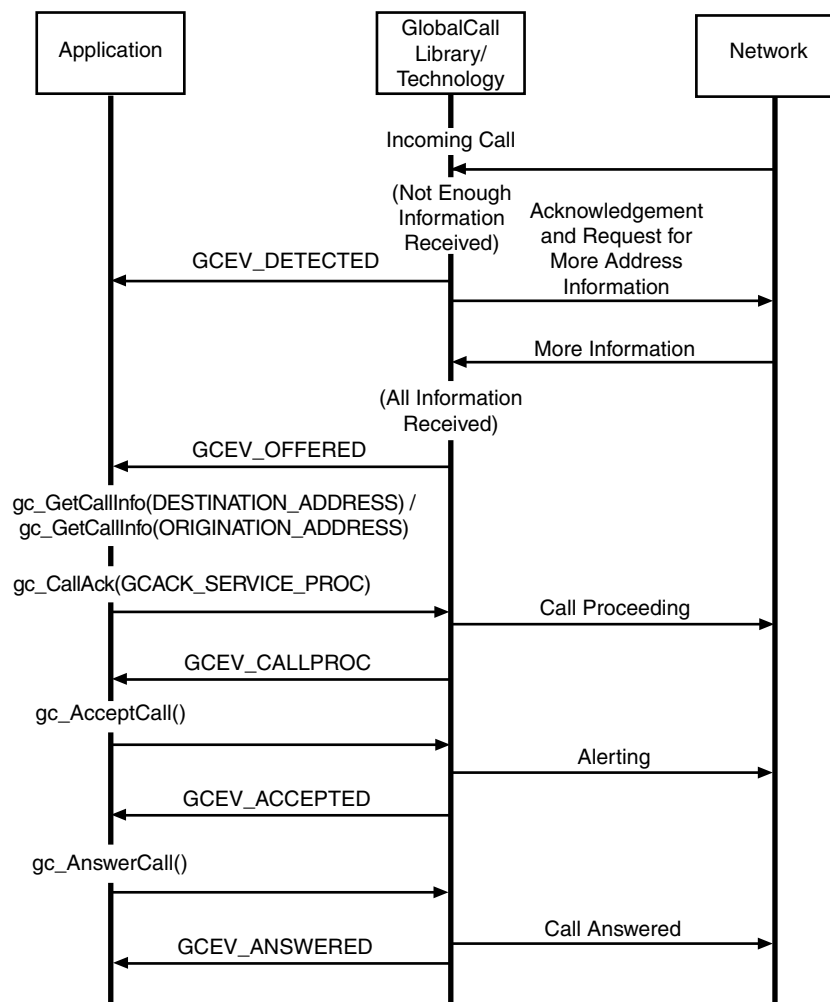 Application
GlobalCall
Library/
Technology
Network
Incoming Call
(Not Enough
Information
Received)
Acknowledgement
and Request for
More Address
Information
GCEV_DETECTED
More Information
(All Information
Received)
GCEV_OFFERED
gc_GetCallInfo(DESTINATION_ADDRESS) /
gc_GetCallInfo(ORIGINATION_ADDRESS)
gc_CallAck(GCACK_SERVICE_PROC)
Call Proceeding
GCEV_CALLPROC
gc_AcceptCall()
Alerting
GCEV_ACCEPTED
gc_AnswerCall()
Call Answered
GCEV_ANSWERED